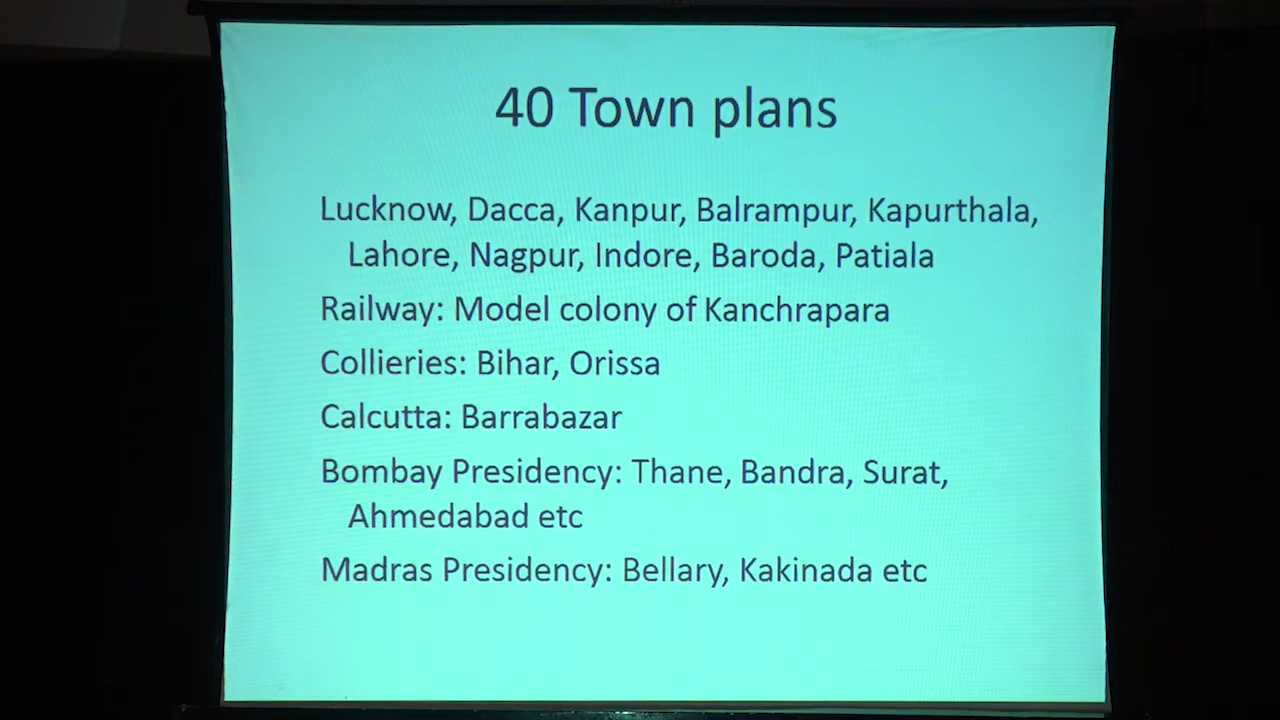 40 Town plans
Lucknow, Dacca, Kanpur, Balrampur, Kapurthala,
Lahore, Nagpur, Indore, Baroda, Patiala
Railway: Model colony of Kanchrapara
Collieries: Bihar, Orissa
Calcutta: Barrabazar
Bombay Presidency: Thane, Bandra, Surat,
Ahmedabad etc
Madras Presidency: Bellary, Kakinada etc